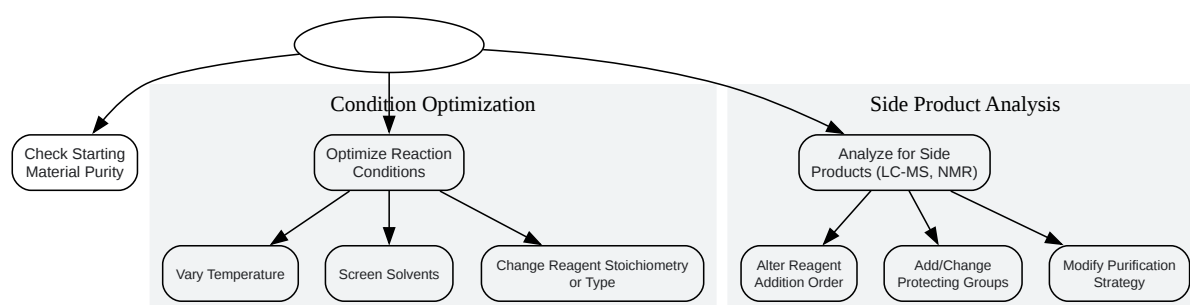 Condition Optimization
Side Product Analysis
Check Starting
Material Purity
Optimize Reaction
Conditions
Analyze for Side
Products (LC-MS, NMR)
Vary Temperature
Screen Solvents
Change Reagent Stoichiometry
or Type
Alter Reagent
Addition Order
Add/Change
Protecting Groups
Modify Purification
Strategy